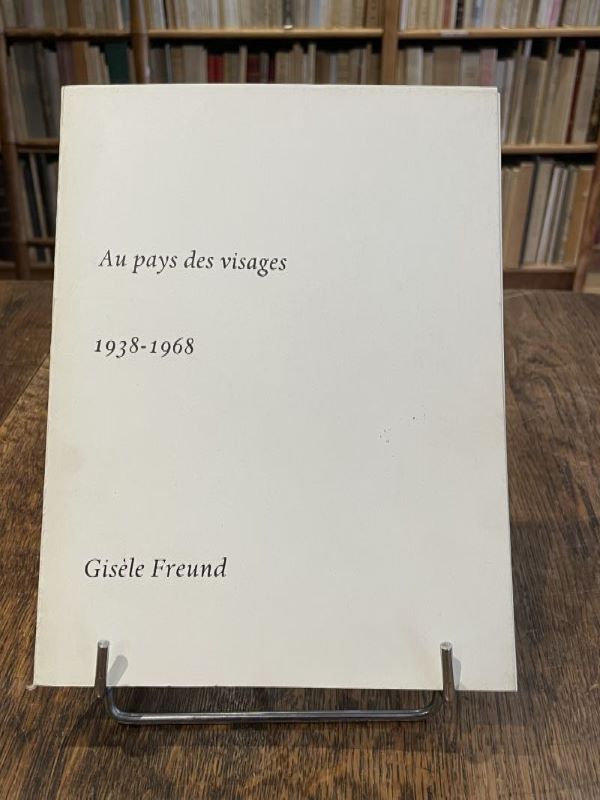 Au pays des visages
1938-1968
Gisèle Freund